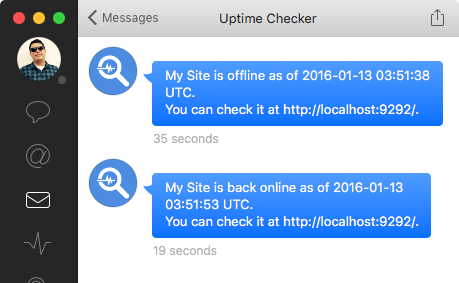 Messages
Uptime Checker
My Site is offline as of 2016-01-13 03:51:38
UTC.
You can check it at http://localhost:9292/.
35 seconds
My Site is back online as of 2016-01-13
03:51:53 UTC.
You can check it at http://localhost:9292/.
19 seconds